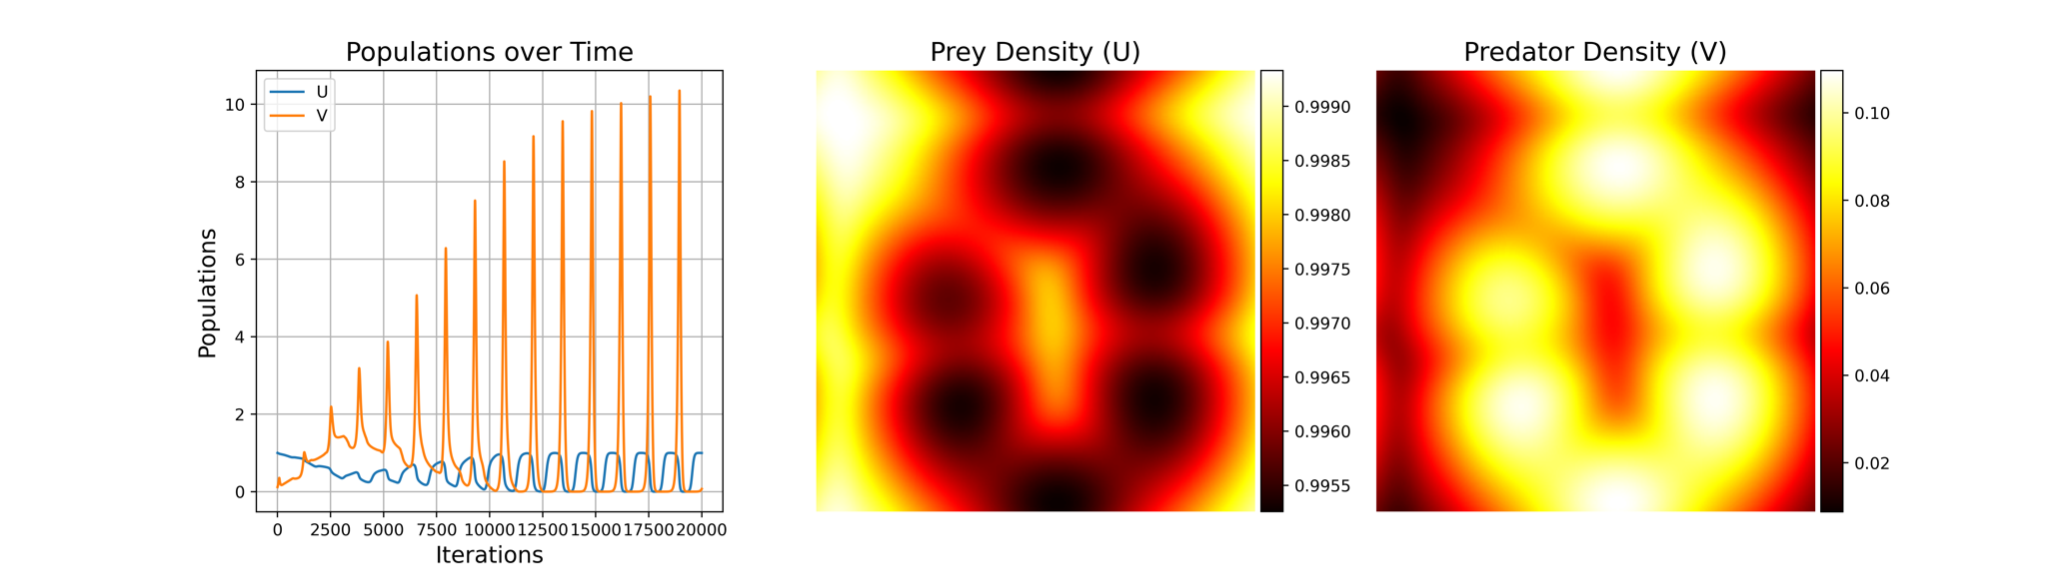 Populations over Time
Populations
10
8
6
4
2
0
U
V
0 2500 5000 7500 10000 12500 15000 17500 20000
Iterations
Prey Density (U)
0.9990
0.9985
0.9980
0.9975
0.9970
0.9965
0.9960
0.9955
Predator Density (V)
0.10
0.08
0.06
0.04
0.02